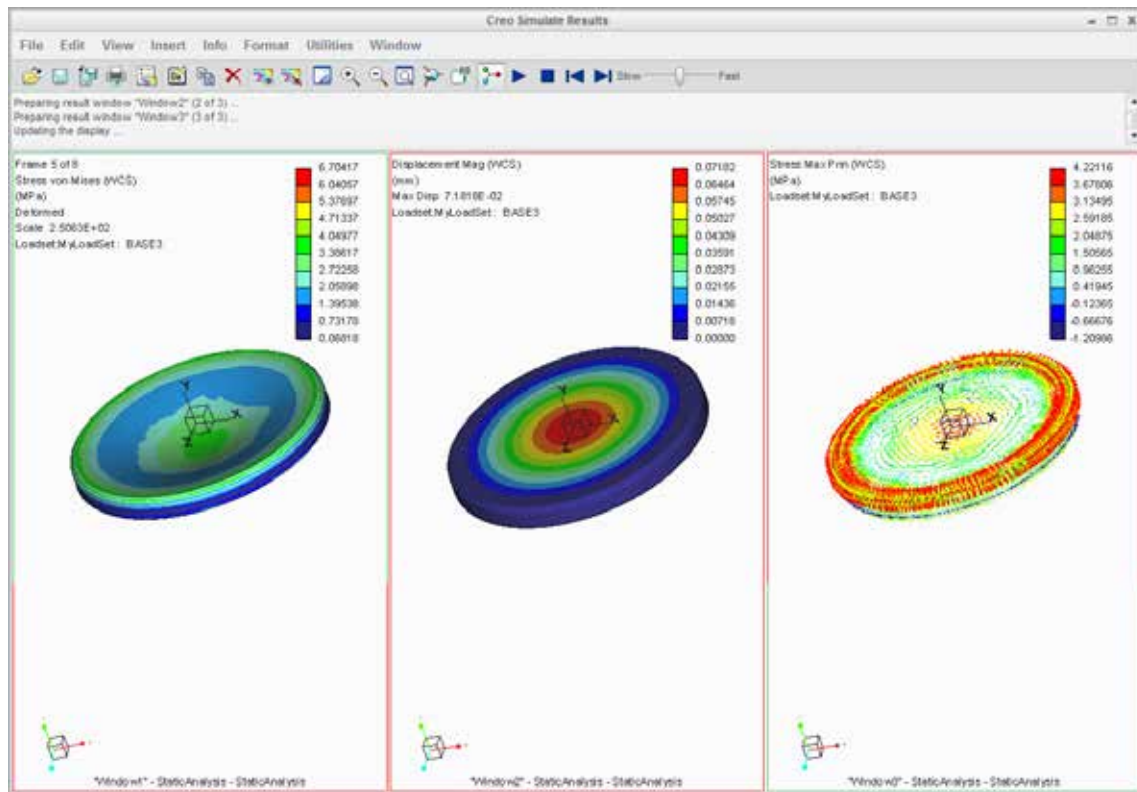 Creo Simulate Results
File Edit View Insert Info Format Utilities Window
Slow Fast
Preparing result window "Window2" (2 of 3) ...
Preparing result window "Window3" (3 of 3) ...
Updating the display ...
Frame 5 of 8
Stress von Mises (WCS)
(MPa)
Deformed
Scale 2.5063E+02
Loadset:MyLoadSet : BASE3
6.70417
6.04057
5.37697
4.71337
4.04977
3.38617
2.72258
2.05898
1.39538
0.73178
0.06818
Displacement Mag (WCS)
(mm)
Max Disp 7.1818E-02
Loadset:MyLoadSet : BASE3
0.07182
0.06464
0.05745
0.05027
0.04309
0.03591
0.02873
0.02155
0.01436
0.00718
0.00000
Stress Max Prin (WCS)
(MPa)
Loadset:MyLoadSet : BASE3
4.22116
3.67806
3.13495
2.59185
2.04875
1.50565
0.96255
0.41945
-0.12365
-0.66676
-1.20986
Y
X
Z
Y
X
Z
Y
X
Z
"Window1" - StaticAnalysis - StaticAnalysis
"Window2" - StaticAnalysis - StaticAnalysis
"Window3" - StaticAnalysis - StaticAnalysis